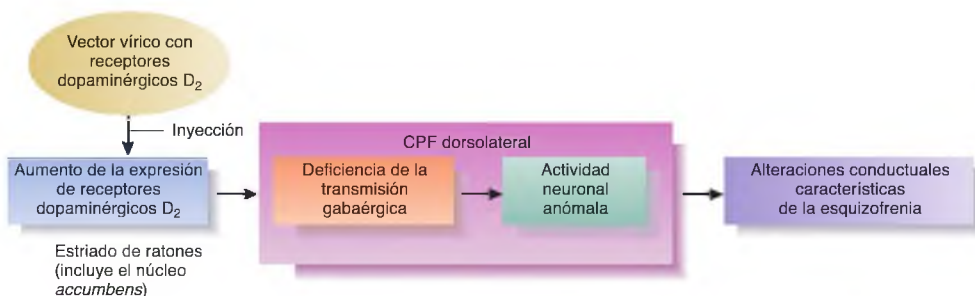 Vector vírico con
receptores
dopaminérgicos D2
Inyección
Aumento de la expresión
de receptores
dopaminérgicos D2
Estriado de ratones
(incluye el núcleo
accumbens)
CPF dorsolateral
Deficiencia de la
transmisión
gabaérgica
Actividad
neuronal
anómala
Alteraciones conductuales
características
de la esquizofrenia